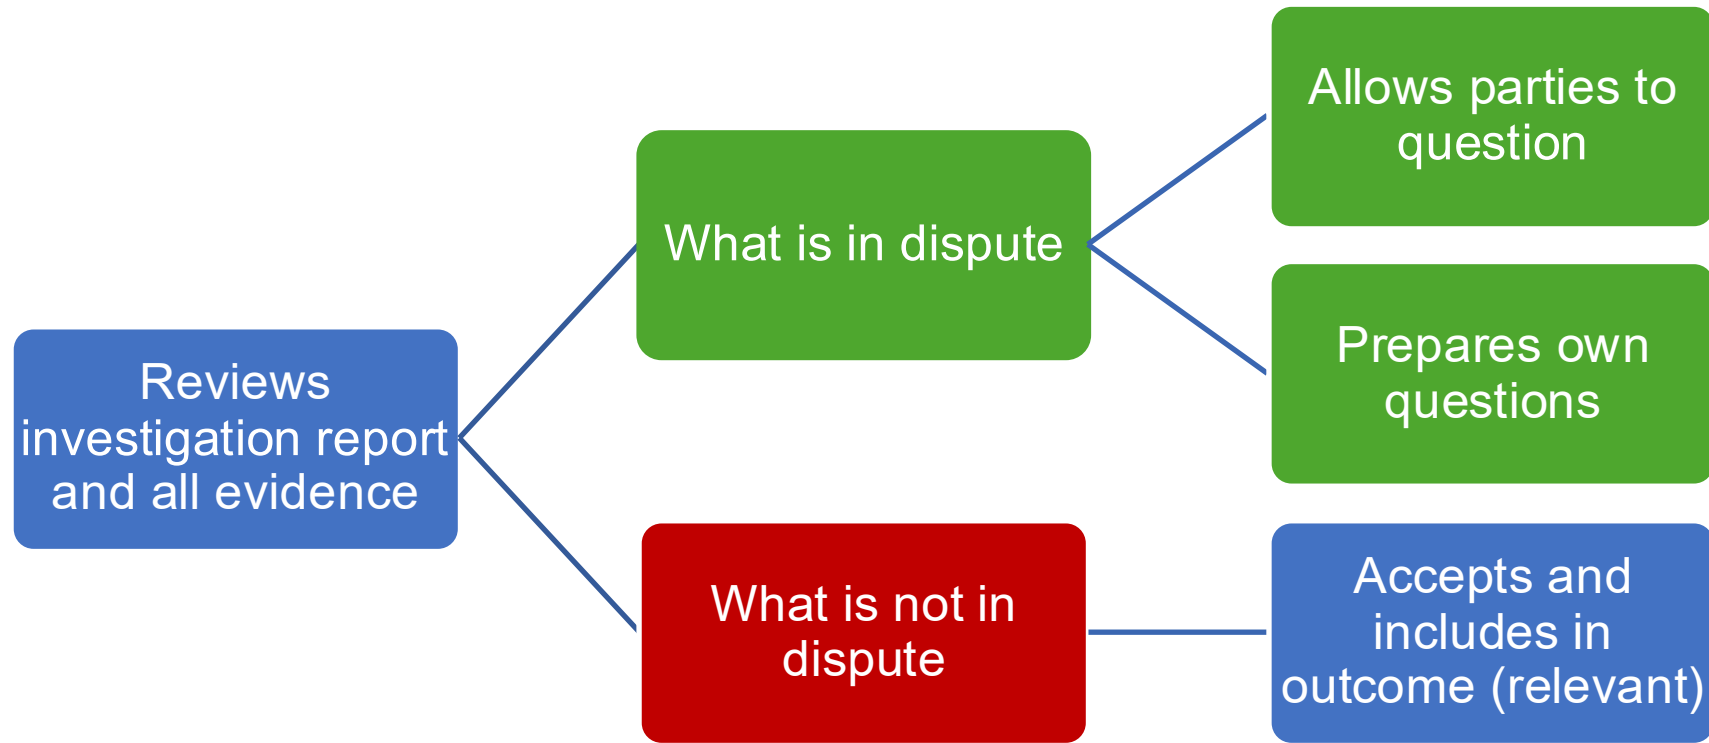 Reviews
investigation report
and all evidence
What is in dispute
Allows parties to
question
Prepares own
questions
What is not in
dispute
Accepts and
includes in
outcome (relevant)